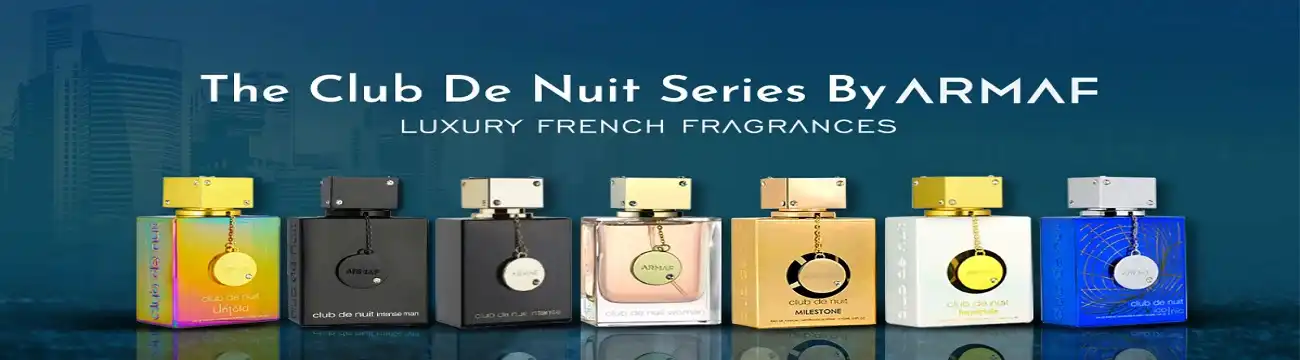 The Club De Nuit Series By ARMAF
LUXURY FRENCH FRAGRANCES
club de nuit
Untold
ARMAF
club de nuit intense man
ARMAF
club de nuit intense
ARMAF
club de nuit woman
club de nuit
MILESTONE
club de nuit
club de nuit